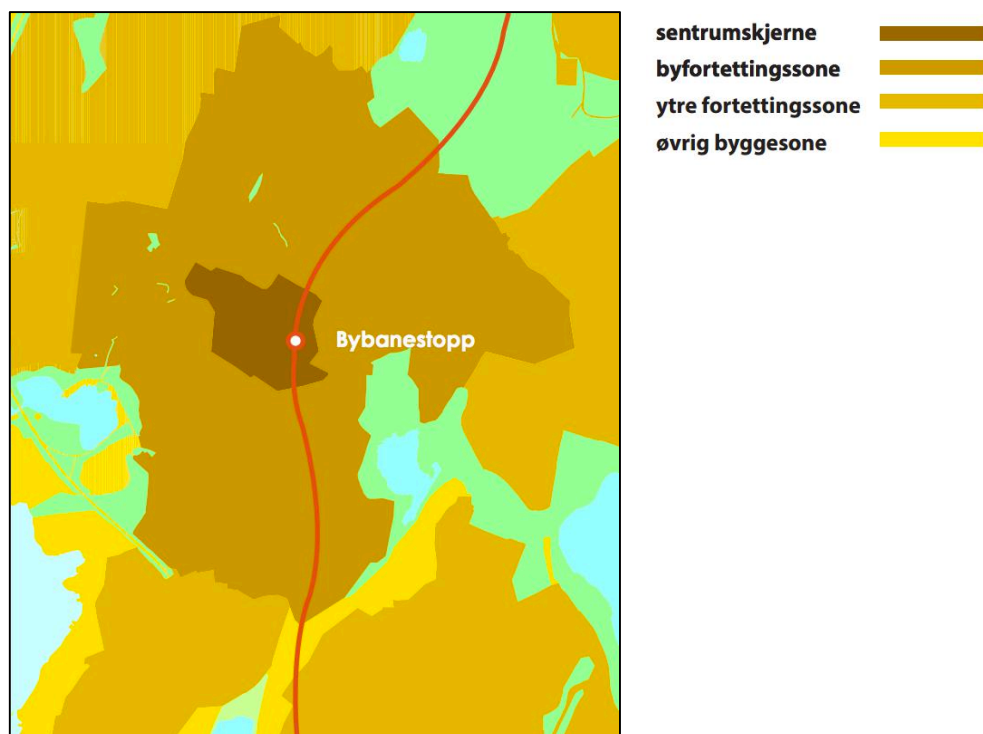 sentrumskjerne
byfortettingssone
ytre fortettingssone
øvrig byggesone
Bybanestopp